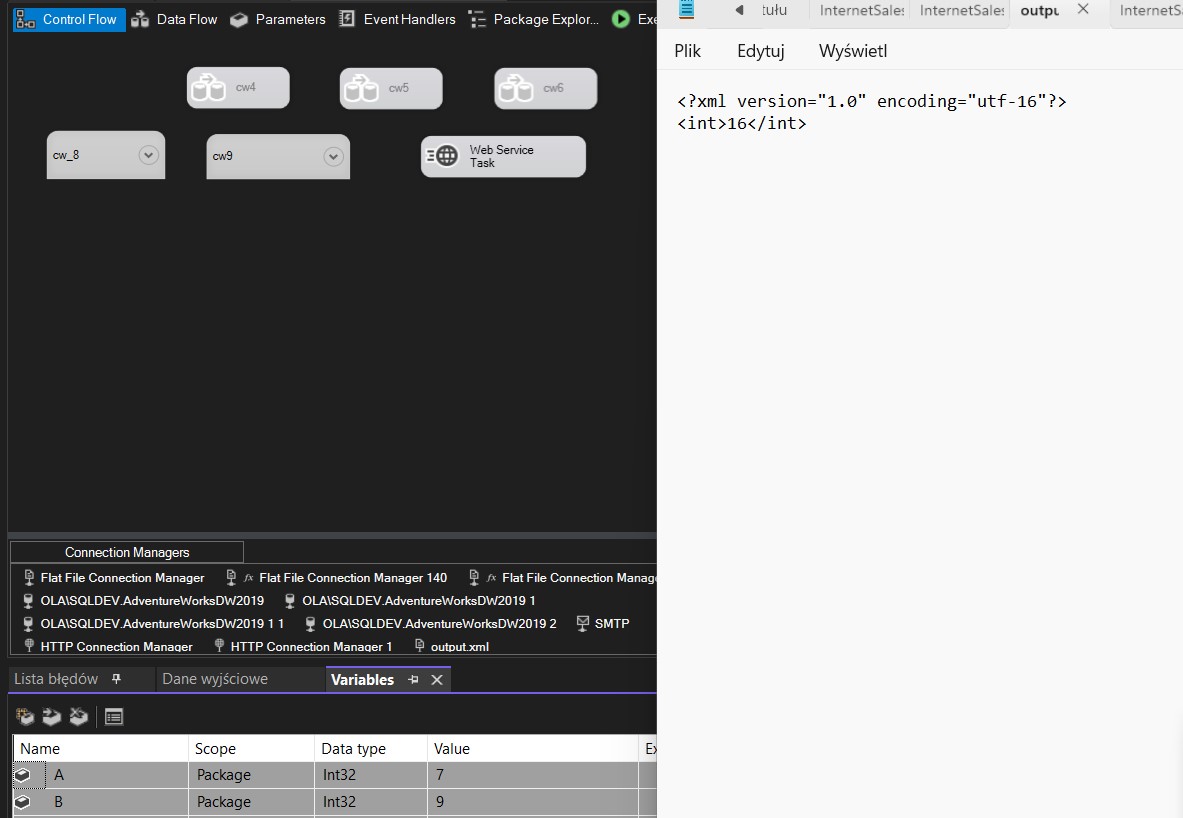 Control Flow Data Flow Parameters Event Handlers Package Explor... Exe
cw4 cw5 cw6
cw_8 cw9 Web Service
Task
Connection Managers
Flat File Connection Manager fx Flat File Connection Manager 140 fx Flat File Connection Manage
OLA\SQLDEV.AdventureWorksDW2019 OLA\SQLDEV.AdventureWorksDW2019 1
OLA\SQLDEV.AdventureWorksDW2019 1 1 OLA\SQLDEV.AdventureWorksDW2019 2 SMTP
HTTP Connection Manager HTTP Connection Manager 1 output.xml
Lista błędów Dane wyjściowe Variables
Name Scope Data type Value Ex
A Package Int32 7
B Package Int32 9
tułu InternetSales InternetSales outpu InternetSa
Plik Edytuj Wyświetl
<?xml version="1.0" encoding="utf-16"?>
<int>16</int>